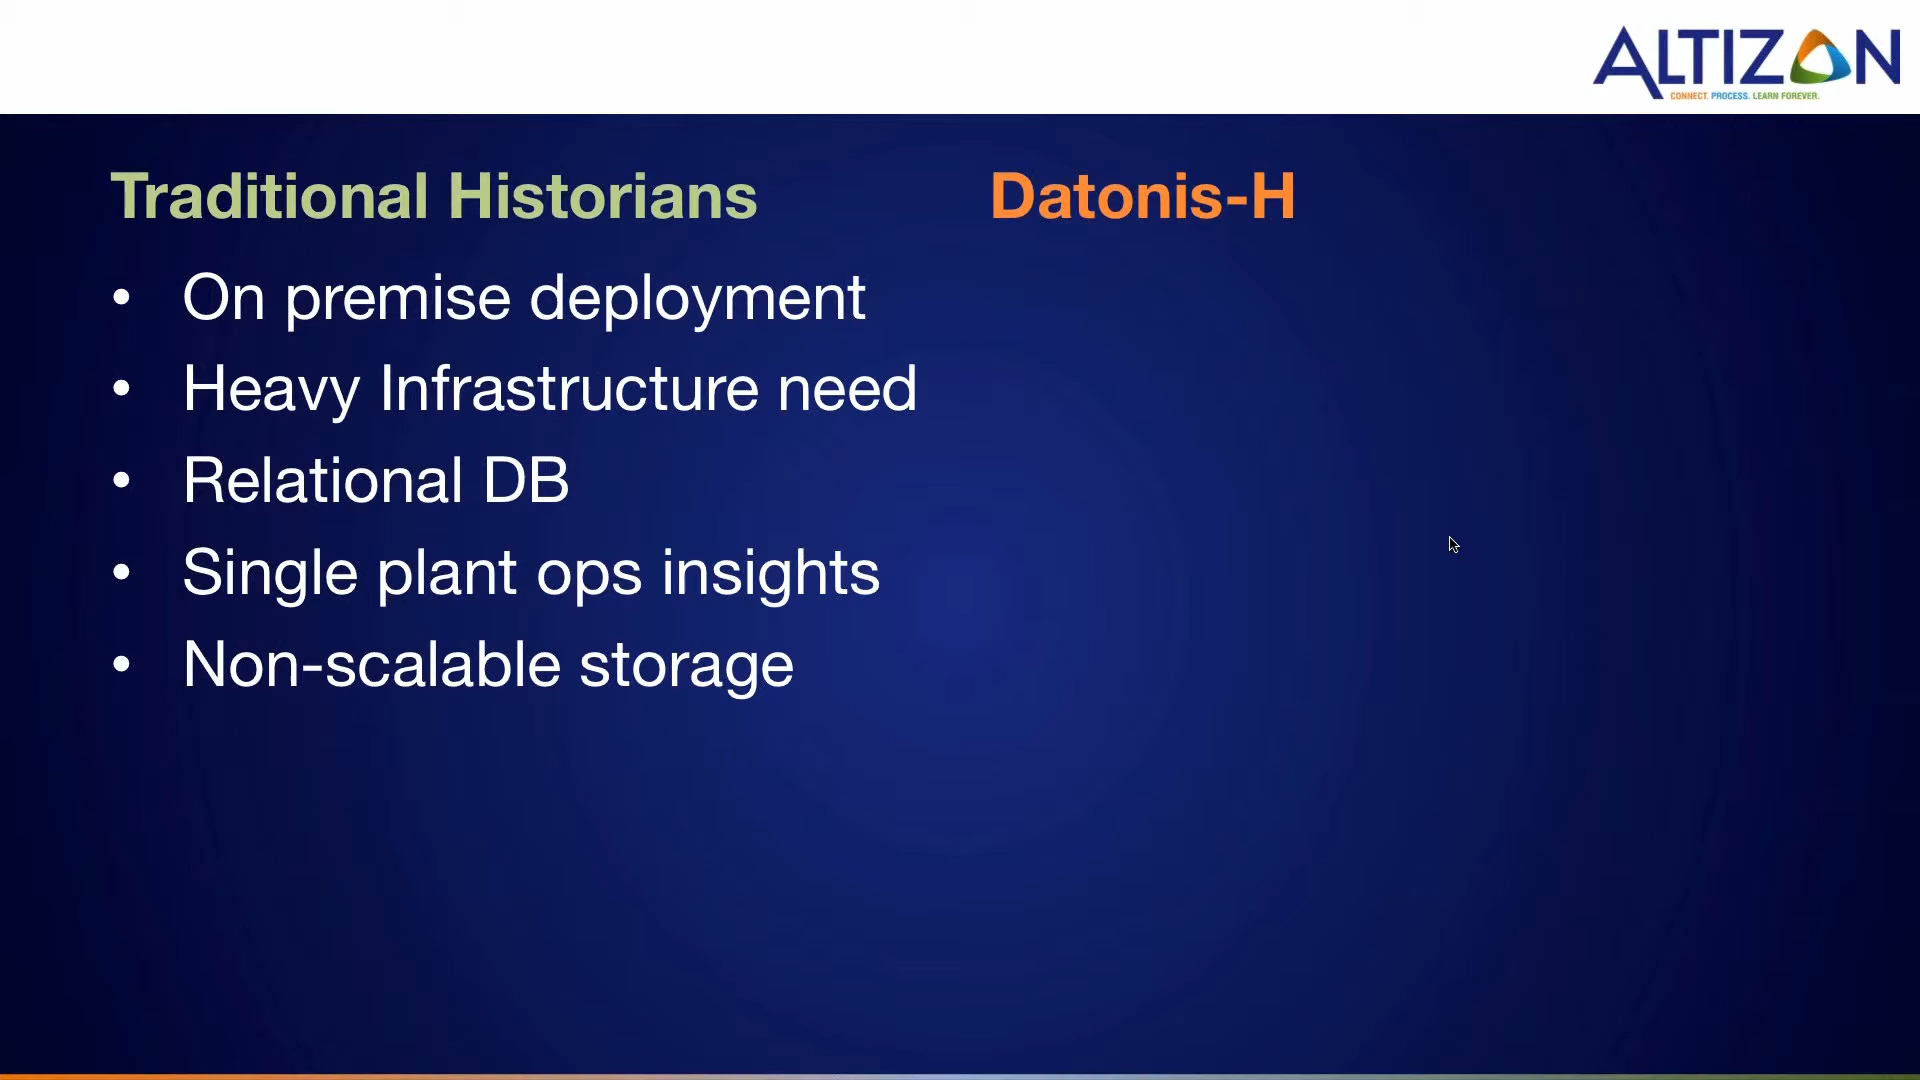 ALTIZON
CONNECT. PROCESS. LEARN FOREVER.
Traditional Historians
• On premise deployment
• Heavy Infrastructure need
• Relational DB
• Single plant ops insights
• Non-scalable storage
Datonis-H